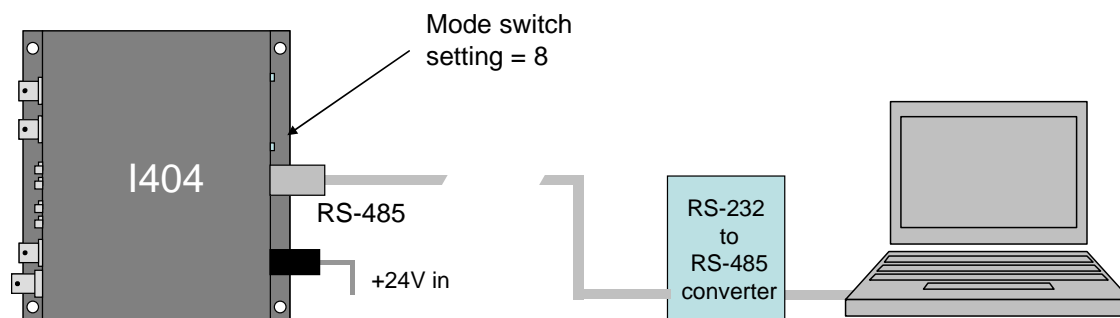 Mode switch
setting = 8
I404
RS-485
+24V in
RS-232
to
RS-485
converter